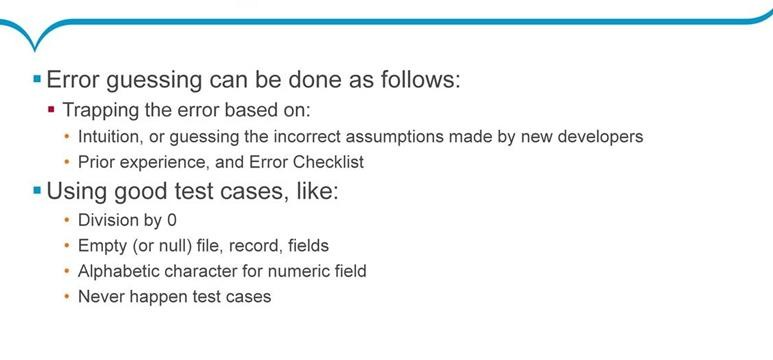 Error guessing can be done as follows:
Trapping the error based on:
Intuition, or guessing the incorrect assumptions made by new developers
Prior experience, and Error Checklist
Using good test cases, like:
Division by 0
Empty (or null) file, record, fields
Alphabetic character for numeric field
Never happen test cases